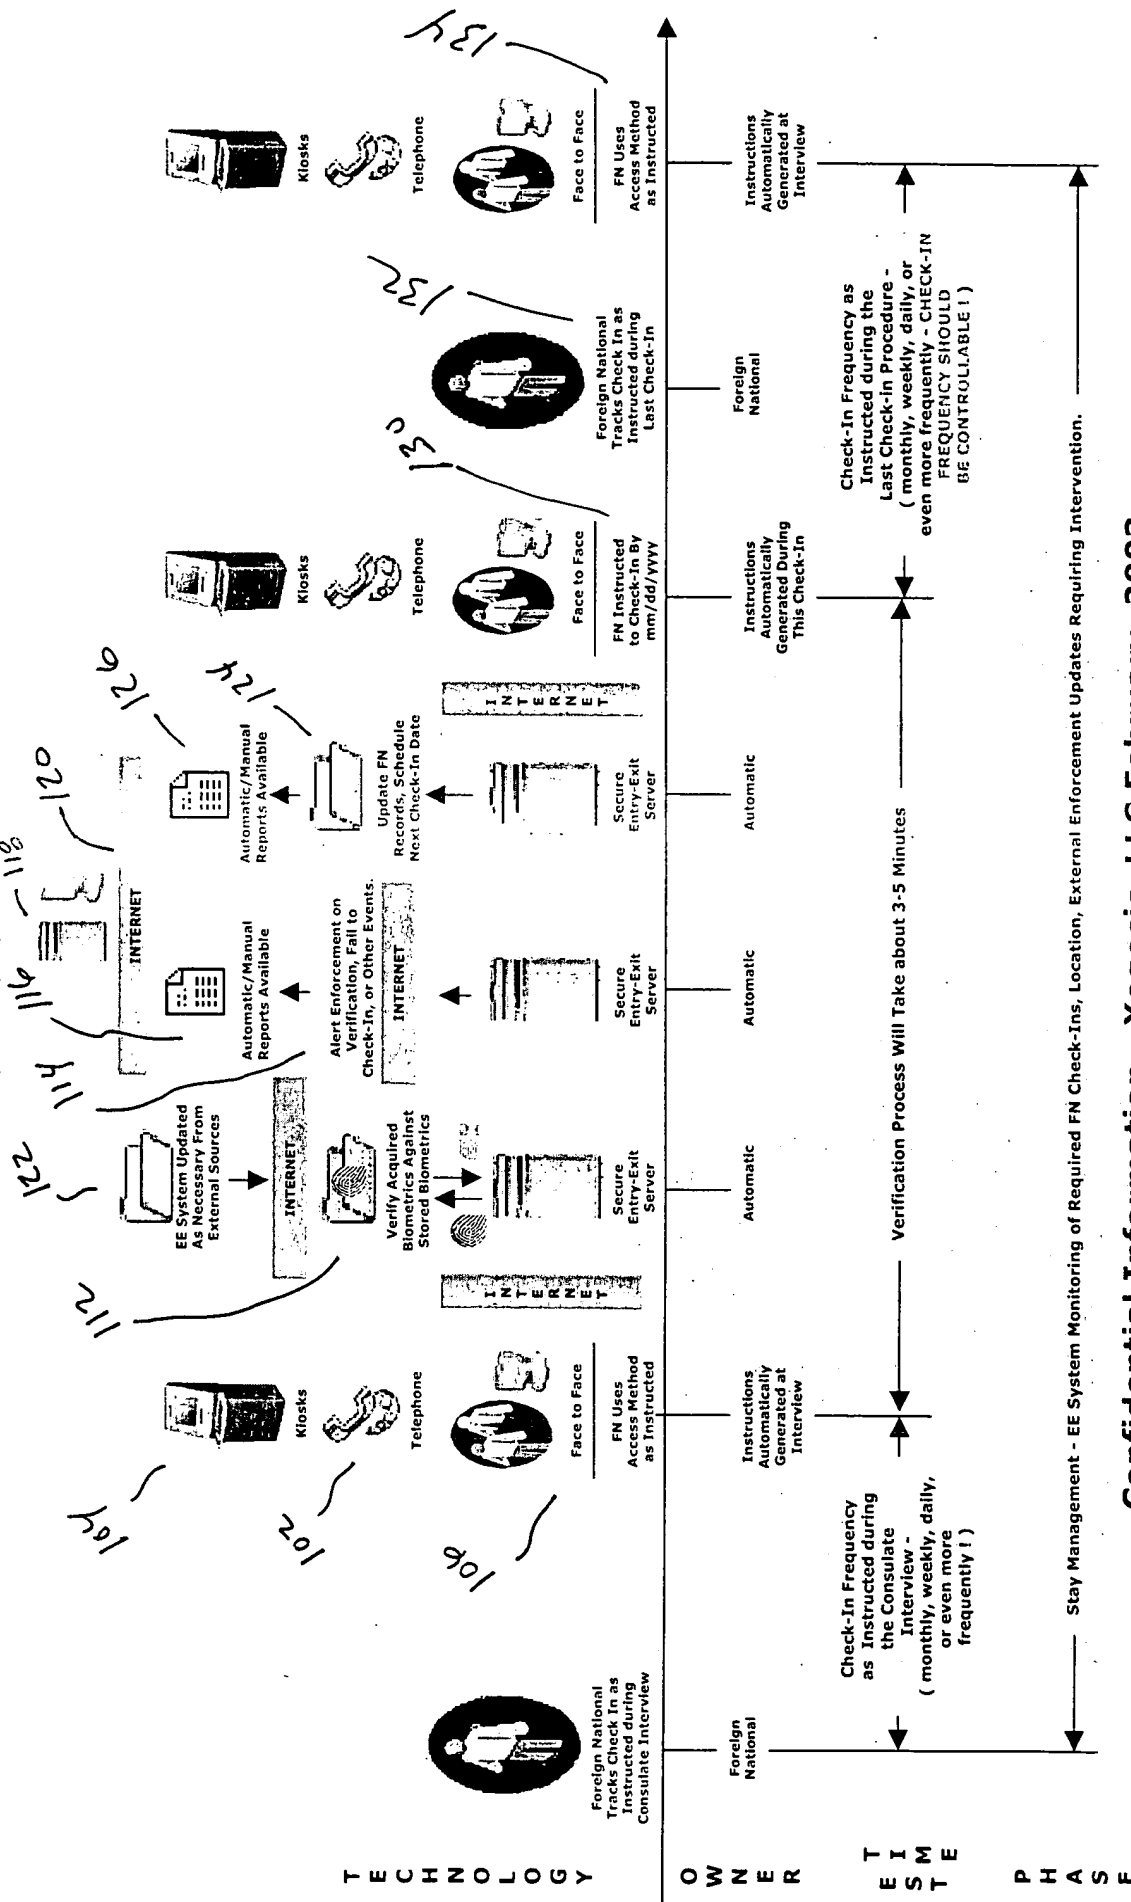 TECHNOLOGY
Foreign National
Tracks Check In as
Instructed during
Consulate Interview
104
Kiosks
102
Telephone
106
Face to Face
FN Uses
Access Method
as Instructed
INTERNET
112
122
EE System Updated
As Necessary From
External Sources
INTERNET
Verify Acquired
Biometrics Against
Stored Biometrics
Secure
Entry-Exit
Server
114
116
118
120
INTERNET
Automatic/Manual
Reports Available
Alert Enforcement on
Verification, Fail to
Check-In, or Other Events.
INTERNET
Secure
Entry-Exit
Server
126
Automatic/Manual
Reports Available
124
Update FN
Records, Schedule
Next Check-In Date
Secure
Entry-Exit
Server
INTERNET
Kiosks
Telephone
Face to Face
130
FN Instructed
to Check-In By
mm/dd/yyyy
132
Foreign National
Tracks Check In as
Instructed during
Last Check-In
Kiosks
Telephone
Face to Face
134
FN Uses
Access Method
as Instructed
OWNER
Foreign
National
Instructions
Automatically
Generated at
Interview
Automatic
Automatic
Automatic
Instructions
Automatically
Generated During
This Check-In
Foreign
National
Instructions
Automatically
Generated at
Interview
EST TIME
Check-In Frequency
as Instructed during
the Consulate
Interview -
( monthly, weekly, daily,
or even more
frequently ! )
Verification Process Will Take about 3-5 Minutes
Check-In Frequency as
Instructed during the
Last Check-in Procedure -
( monthly, weekly, daily, or
even more frequently - CHECK-IN
FREQUENCY SHOULD
BE CONTROLLABLE ! )
PHASE
Stay Management - EE System Monitoring of Required FN Check-Ins, Location, External Enforcement Updates Requiring Intervention.